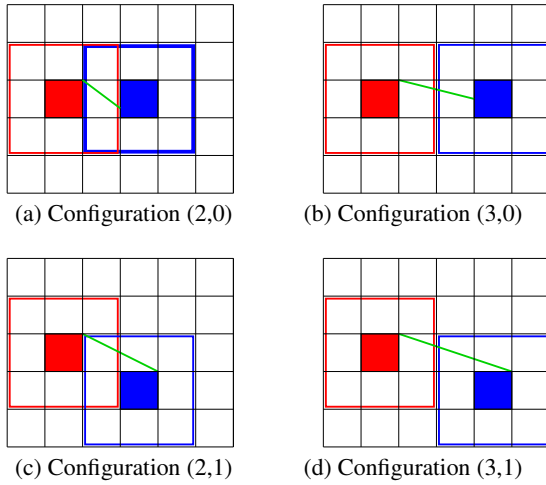 (a) Configuration (2,0)
(b) Configuration (3,0)
(c) Configuration (2,1)
(d) Configuration (3,1)